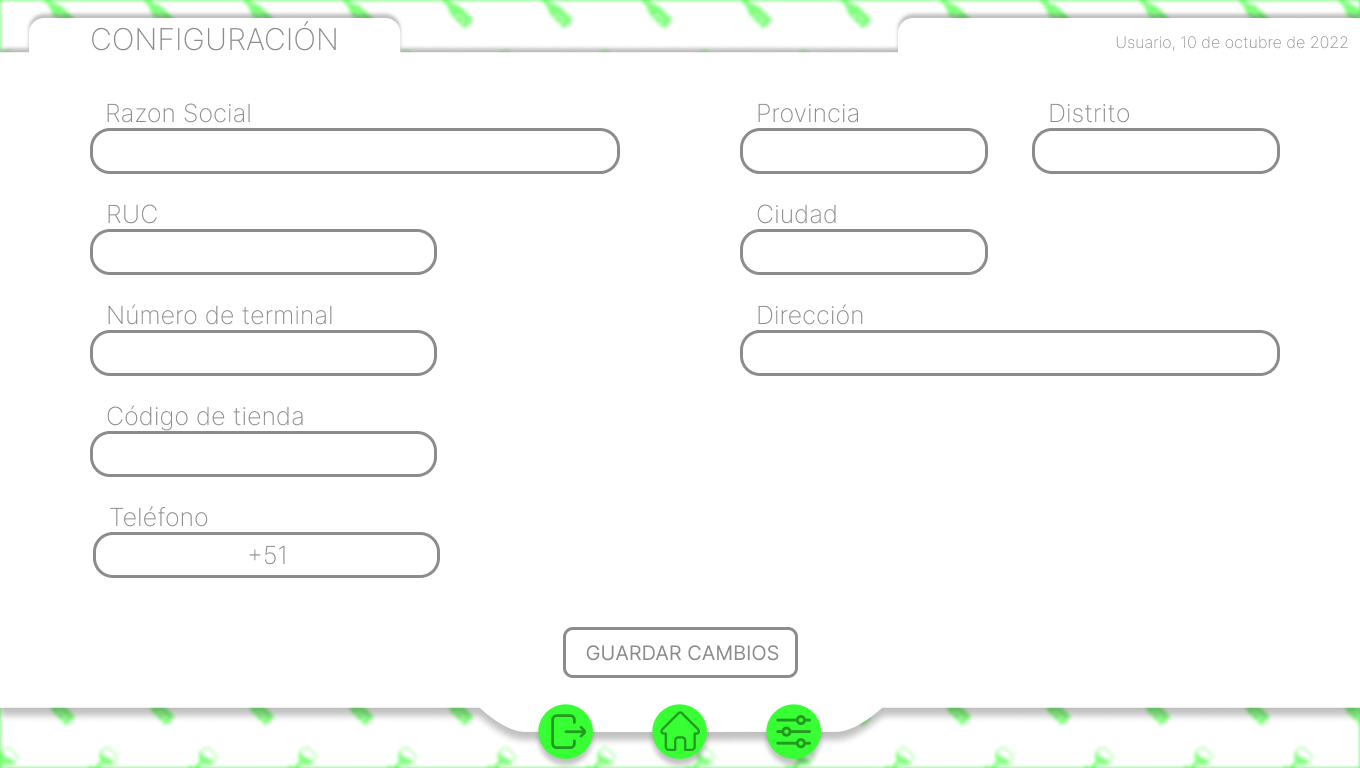 CONFIGURACIÓN
Usuario, 10 de octubre de 2022
Razon Social
Provincia
Distrito
RUC
Ciudad
Número de terminal
Dirección
Código de tienda
Teléfono
+51
GUARDAR CAMBIOS